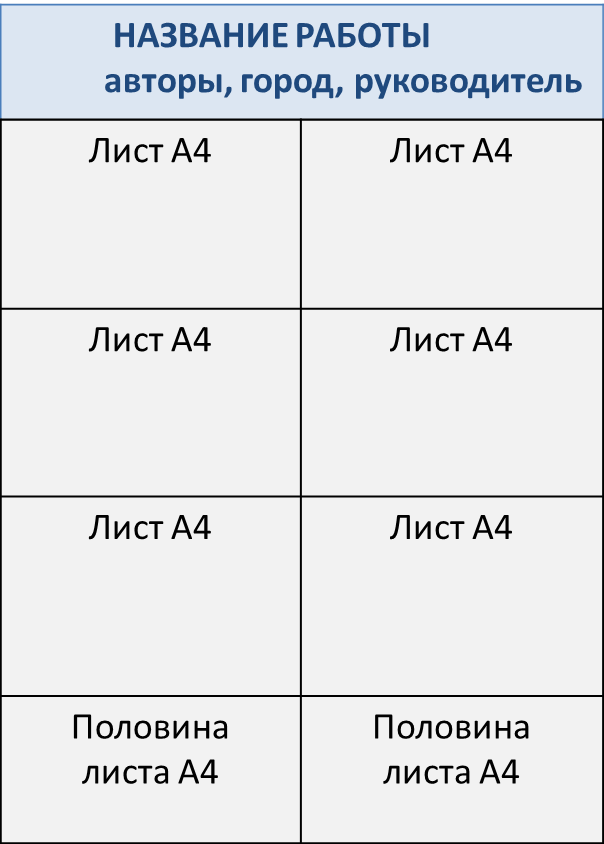 НАЗВАНИЕ РАБОТЫ
авторы, город, руководитель
Лист А4
Лист А4
Лист А4
Лист А4
Лист А4
Лист А4
Половина
листа А4
Половина
листа А4